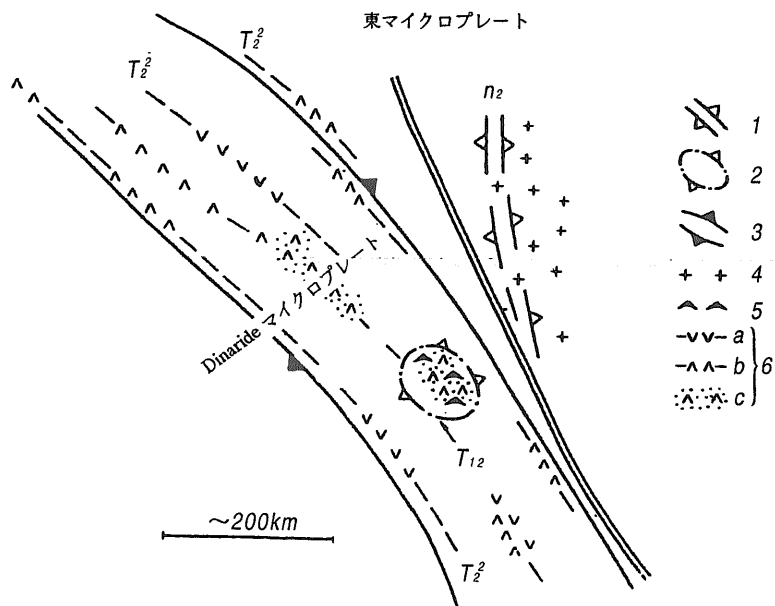 東マイクロプレート
T₂²
T₂²
n₂
Dinaride マイクロプレート
T₁₂
T₂²
~200km
1
2
3
4
5
a
b
c
6